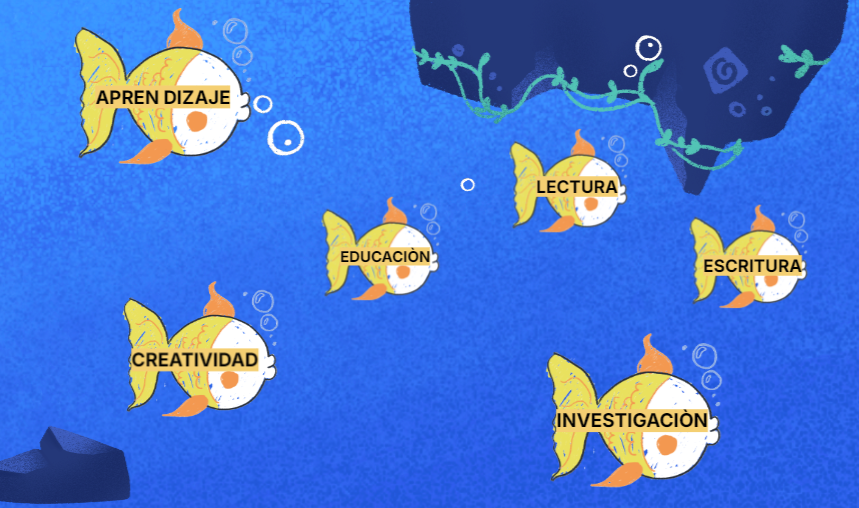 APREN DIZAJE
LECTURA
EDUCACIÒN
ESCRITURA
CREATIVIDAD
INVESTIGACIÒN